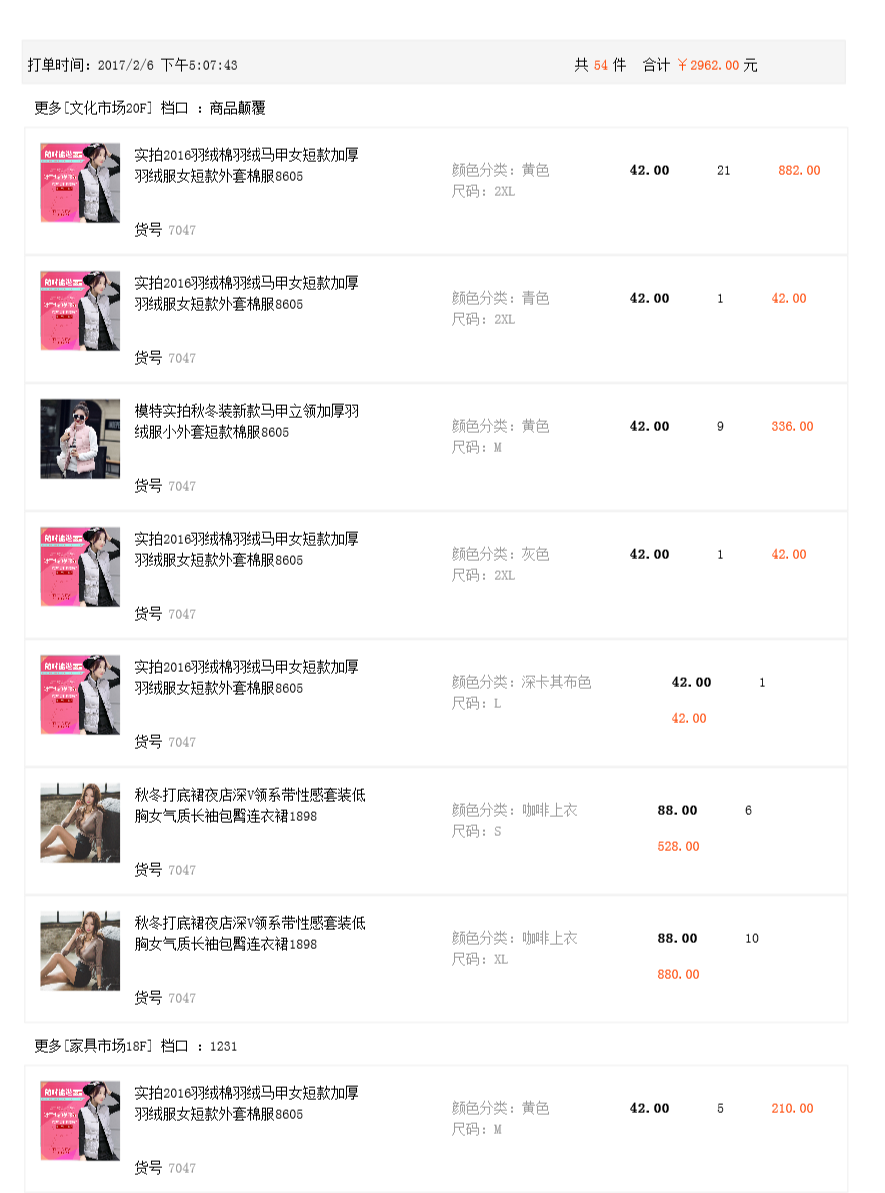 打单时间：2017/2/6 下午5:07:43 共 54 件 合计 ￥2962.00 元
更多[文化市场20F] 档口 ：商品颠覆
实拍2016羽绒棉羽绒马甲女短款加厚
羽绒服女短款外套棉服8605
颜色分类：黄色 42.00 21 882.00
尺码：2XL
货号 7047
实拍2016羽绒棉羽绒马甲女短款加厚
羽绒服女短款外套棉服8605
颜色分类：青色 42.00 1 42.00
尺码：2XL
货号 7047
模特实拍秋冬装新款马甲立领加厚羽
绒服小外套短款棉服8605
颜色分类：黄色 42.00 9 336.00
尺码：M
货号 7047
实拍2016羽绒棉羽绒马甲女短款加厚
羽绒服女短款外套棉服8605
颜色分类：灰色 42.00 1 42.00
尺码：2XL
货号 7047
实拍2016羽绒棉羽绒马甲女短款加厚
羽绒服女短款外套棉服8605
颜色分类：深卡其布色 42.00 1
尺码：L
42.00
货号 7047
秋冬打底裙夜店深V领系带性感套装低
胸女气质长袖包臀连衣裙1898
颜色分类：咖啡上衣 88.00 6
尺码：S
528.00
货号 7047
秋冬打底裙夜店深V领系带性感套装低
胸女气质长袖包臀连衣裙1898
颜色分类：咖啡上衣 88.00 10
尺码：XL
880.00
货号 7047
更多[家具市场18F] 档口 ：1231
实拍2016羽绒棉羽绒马甲女短款加厚
羽绒服女短款外套棉服8605
颜色分类：黄色 42.00 5 210.00
尺码：M
货号 7047